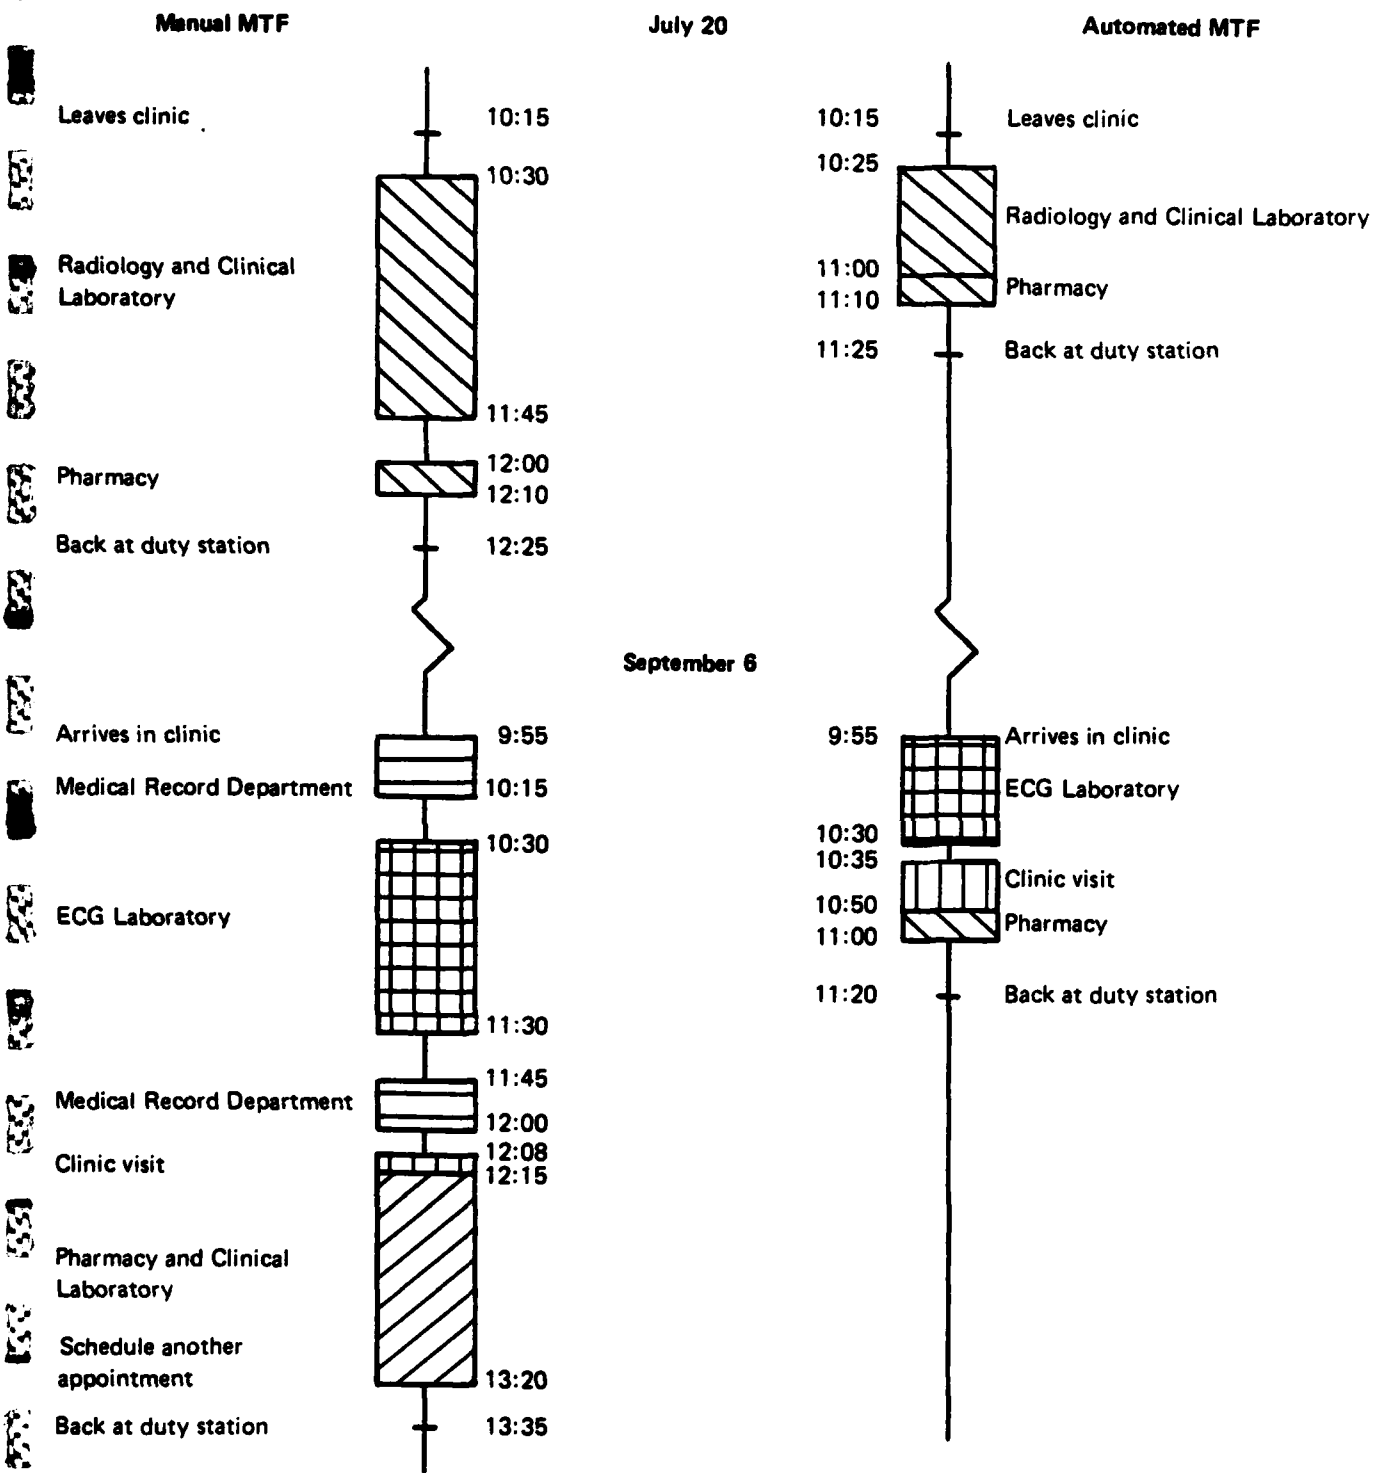 Manual MTF July 20 Automated MTF
Leaves clinic 10:15 10:15 Leaves clinic
10:30 10:25
Radiology and Clinical Laboratory
Radiology and Clinical
Laboratory
11:00
11:10 Pharmacy
11:25 Back at duty station
11:45
12:00
Pharmacy
12:10
Back at duty station 12:25
September 6
Arrives in clinic 9:55 9:55 Arrives in clinic
Medical Record Department 10:15 ECG Laboratory
10:30 10:30
10:35
Clinic visit
10:50
ECG Laboratory Pharmacy
11:00
11:20 Back at duty station
11:30
11:45
Medical Record Department
12:00
12:08
Clinic visit
12:15
Pharmacy and Clinical
Laboratory
Schedule another
appointment 13:20
Back at duty station 13:35